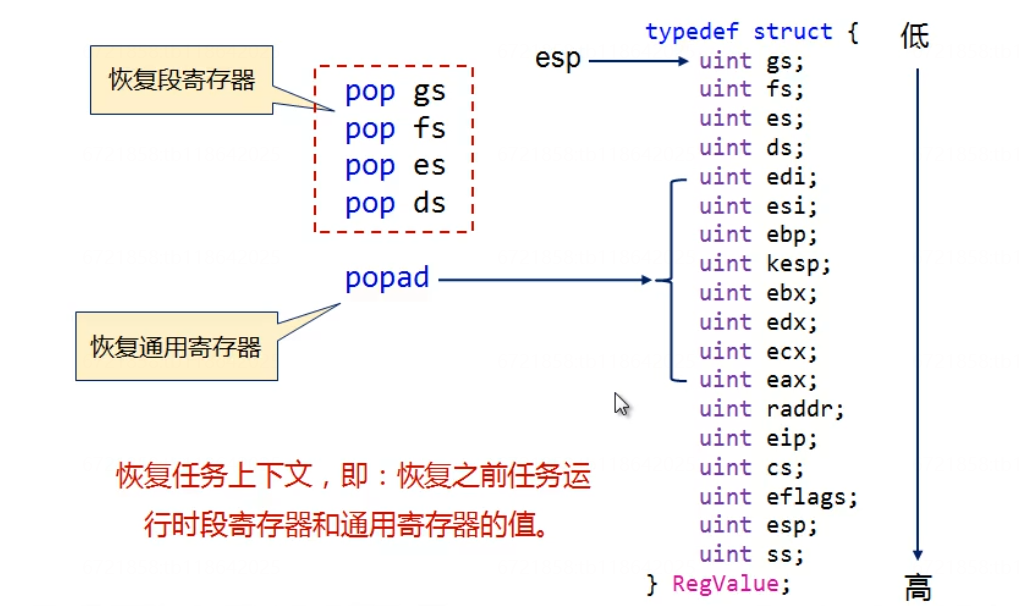 恢复段寄存器
pop gs
pop fs
pop es
pop ds
popad
恢复通用寄存器
恢复任务上下文，即：恢复之前任务运
行时段寄存器和通用寄存器的值。
esp
typedef struct {
uint gs;
uint fs;
uint es;
uint ds;
uint edi;
uint esi;
uint ebp;
uint kesp;
uint ebx;
uint edx;
uint ecx;
uint eax;
uint raddr;
uint eip;
uint cs;
uint eflags;
uint esp;
uint ss;
} RegValue;
低
高